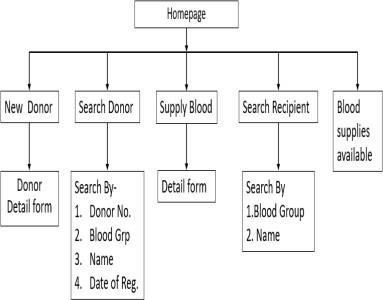 Homepage
New Donor
Search Donor
Supply Blood
Search Recipient
Blood
supplies
available
Donor
Detail form
Search By-
1. Donor No.
2. Blood Grp
3. Name
4. Date of Reg.
Detail form
Search By
1.Blood Group
2. Name